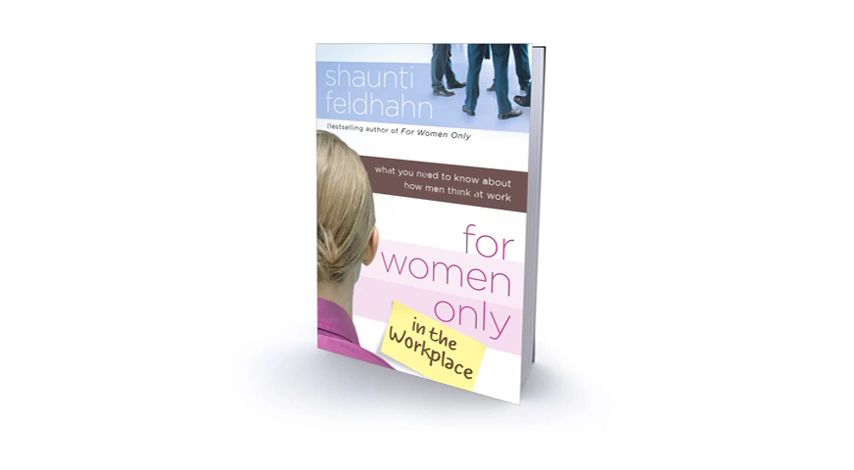 shaunti
feldhahn
Bestselling author of For Women Only
what you need to know about
how men think at work
for
women
only
in the
Workplace